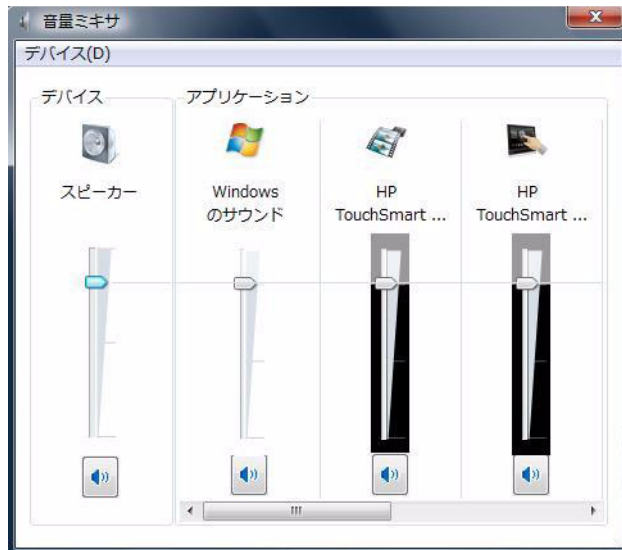 音量ミキサ
デバイス(D)
デバイス
アプリケーション
スピーカー
Windows
のサウンド
HP
TouchSmart ...
HP
TouchSmart ...